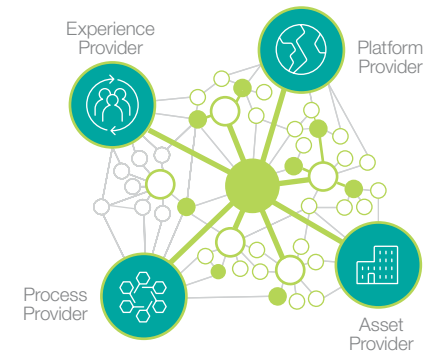 Experience
Provider
Platform
Provider
Process
Provider
Asset
Provider